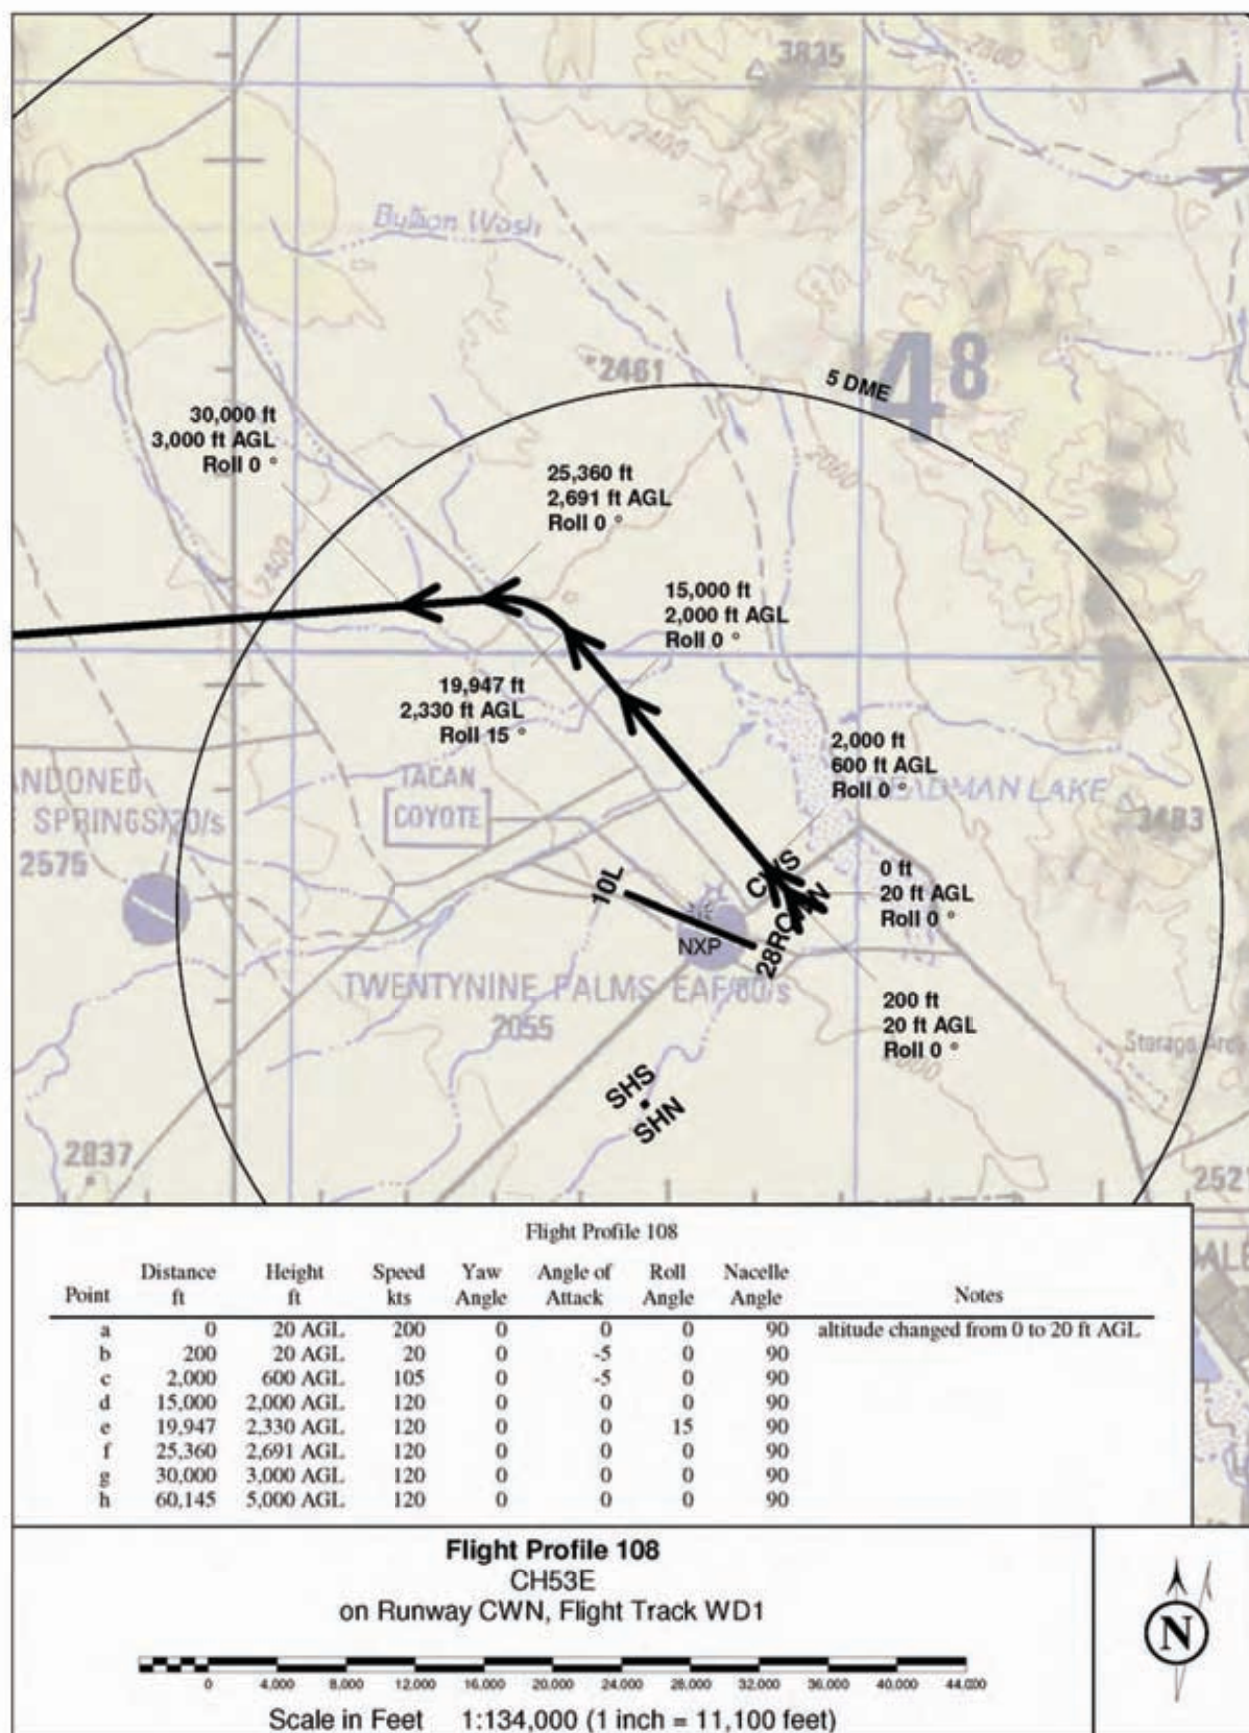 3835
2800
2400
Bullion Wash
48
*2461
5 DME
30,000 ft
3,000 ft AGL
Roll 0 °
25,360 ft
2,691 ft AGL
Roll 0 °
2400
15,000 ft
2,000 ft AGL
Roll 0 °
19,947 ft
2,330 ft AGL
Roll 15 °
2,000 ft
600 ft AGL
Roll 0 °
DEADMAN LAKE
3483
NDONED
SPRINGS
2575
TACAN
COYOTE
10L
CWS
0 ft
20 ft AGL
Roll 0 °
28R
NXP
TWENTYNINE PALMS EAF/80/s
2055
200 ft
20 ft AGL
Roll 0 °
SHS
SHN
2837
252
Flight Profile 108
Point Distance ft Height ft Speed kts Yaw Angle Angle of Attack Roll Angle Nacelle Angle Notes
a 0 20 AGL 200 0 0 0 90 altitude changed from 0 to 20 ft AGL
b 200 20 AGL 20 0 -5 0 90
c 2,000 600 AGL 105 0 -5 0 90
d 15,000 2,000 AGL 120 0 0 0 90
e 19,947 2,330 AGL 120 0 0 15 90
f 25,360 2,691 AGL 120 0 0 0 90
g 30,000 3,000 AGL 120 0 0 0 90
h 60,145 5,000 AGL 120 0 0 0 90
Flight Profile 108
CH53E
on Runway CWN, Flight Track WD1
0 4.000 8.000 12.000 16.000 20.000 24.000 28.000 32.000 36.000 40.000 44.000
Scale in Feet 1:134,000 (1 inch = 11,100 feet)
N